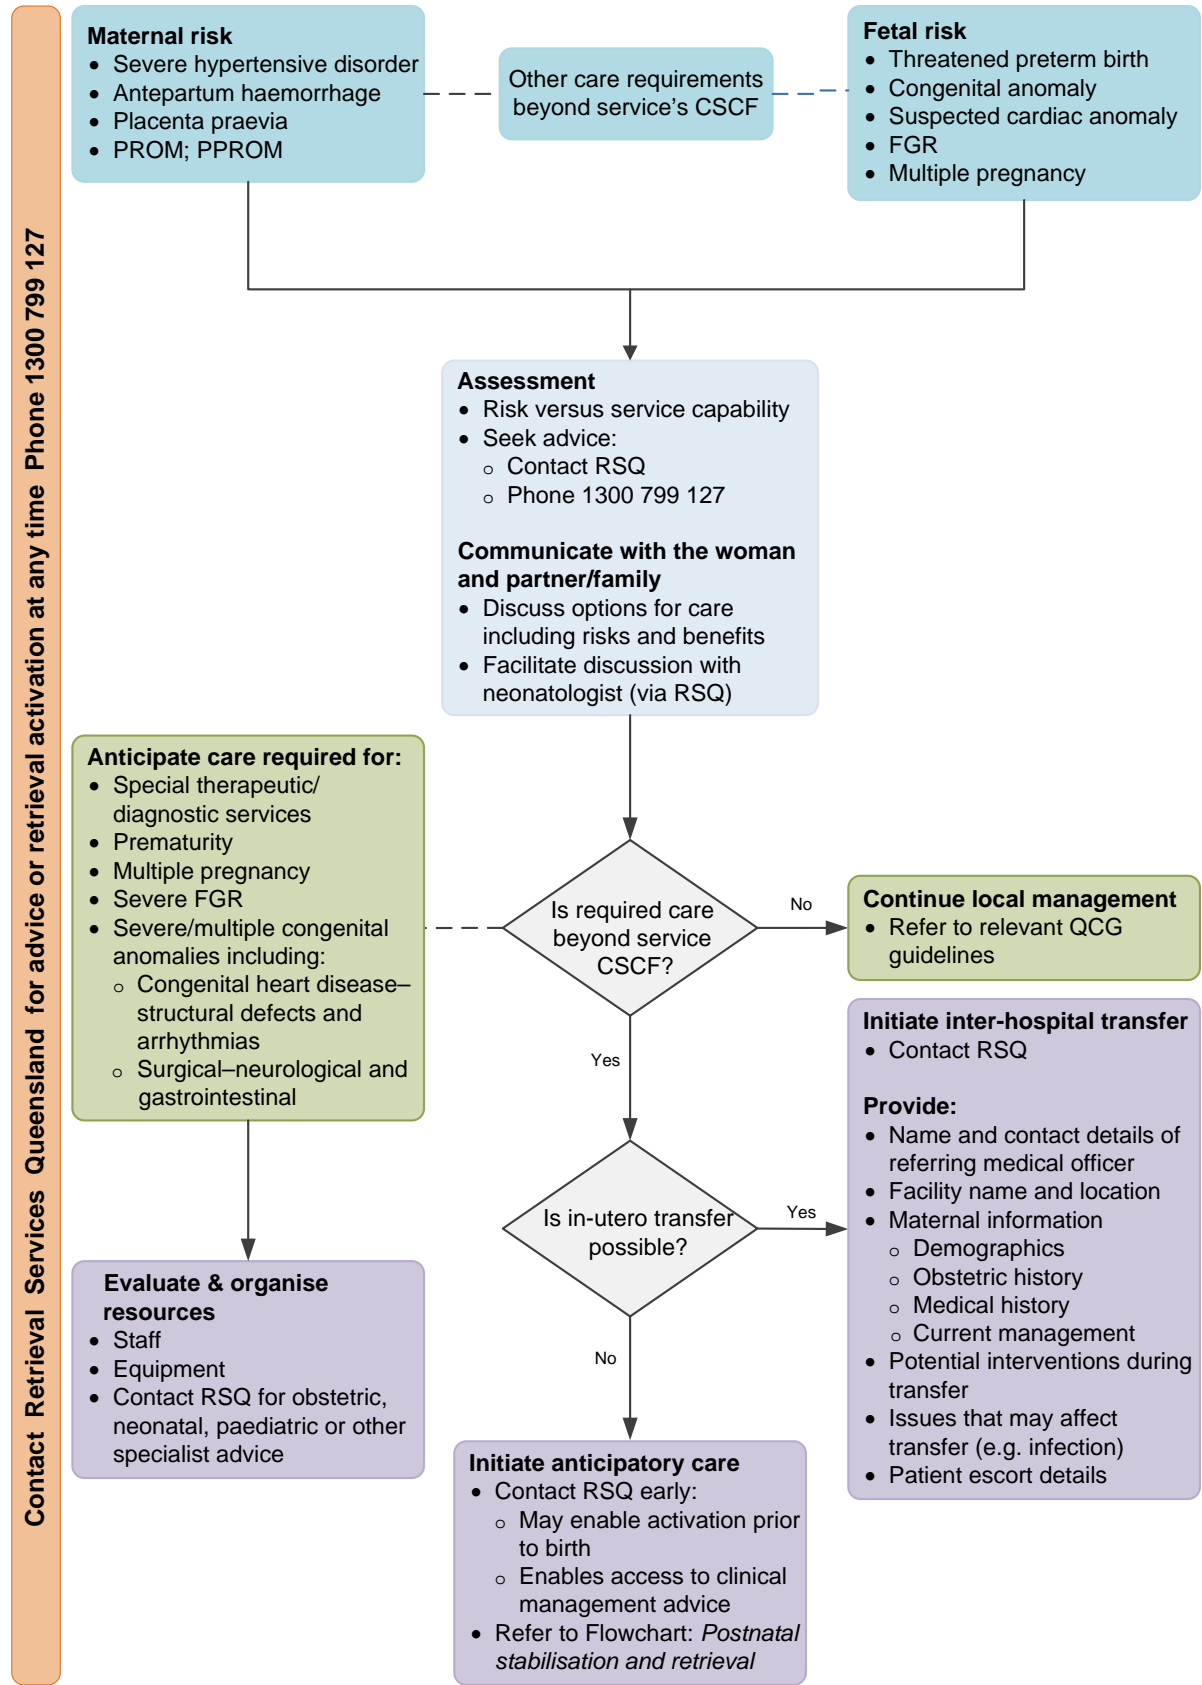 Contact Retrieval Services Queensland for advice or retrieval activation at any time Phone 1300 799 127
Maternal risk
• Severe hypertensive disorder
• Antepartum haemorrhage
• Placenta praevia
• PROM; PPROM
Other care requirements
beyond service's CSCF
Fetal risk
• Threatened preterm birth
• Congenital anomaly
• Suspected cardiac anomaly
• FGR
• Multiple pregnancy
Assessment
• Risk versus service capability
• Seek advice:
o Contact RSQ
o Phone 1300 799 127
Communicate with the woman
and partner/family
• Discuss options for care
including risks and benefits
• Facilitate discussion with
neonatologist (via RSQ)
Anticipate care required for:
• Special therapeutic/
diagnostic services
• Prematurity
• Multiple pregnancy
• Severe FGR
• Severe/multiple congenital
anomalies including:
o Congenital heart disease–
structural defects and
arrhythmias
o Surgical–neurological and
gastrointestinal
Is required care
beyond service
CSCF?
No
Continue local management
• Refer to relevant QCG
guidelines
Yes
Initiate inter-hospital transfer
• Contact RSQ
Provide:
• Name and contact details of
referring medical officer
• Facility name and location
• Maternal information
o Demographics
o Obstetric history
o Medical history
o Current management
• Potential interventions during
transfer
• Issues that may affect
transfer (e.g. infection)
• Patient escort details
Is in-utero transfer
possible?
Yes
No
Evaluate & organise
resources
• Staff
• Equipment
• Contact RSQ for obstetric,
neonatal, paediatric or other
specialist advice
Initiate anticipatory care
• Contact RSQ early:
o May enable activation prior
to birth
o Enables access to clinical
management advice
• Refer to Flowchart: Postnatal
stabilisation and retrieval